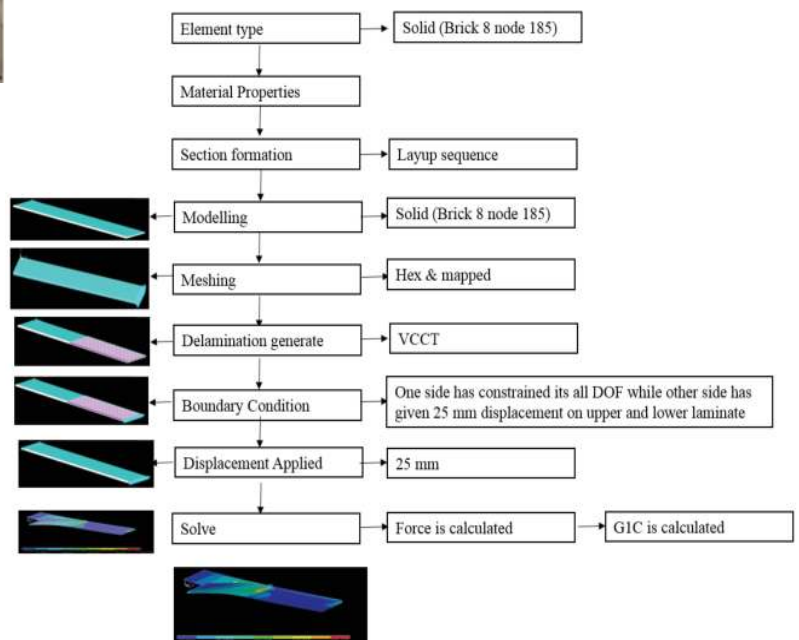 Element type
Solid (Brick 8 node 185)
Material Properties
Section formation
Layup sequence
Modelling
Solid (Brick 8 node 185)
Meshing
Hex & mapped
Delamination generate
VCCT
Boundary Condition
One side has constrained its all DOF while other side has
given 25 mm displacement on upper and lower laminate
Displacement Applied
25 mm
Solve
Force is calculated
G1C is calculated